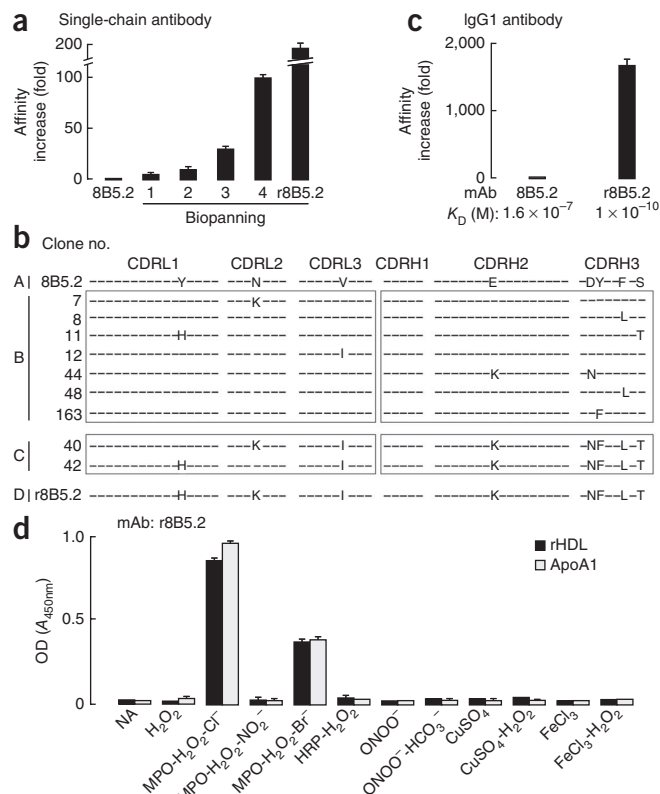 a Single-chain antibody
200
100
50
0
Affinity
increase (fold)
8B5.2 1 2 3 4 r8B5.2
Biopanning
c IgG1 antibody
2,000
1,000
0
Affinity
increase (fold)
mAb 8B5.2 r8B5.2
K_D (M): 1.6 × 10⁻⁷ 1 × 10⁻¹⁰
b Clone no.
CDRL1 CDRL2 CDRL3 CDRH1 CDRH2 CDRH3
A 8B5.2 Y N V E DY F S
B
7 K
8 L
11 H T
12 I
44 K N
48 L
163 F
C
40 K I K NF L T
42 H I K NF L T
D r8B5.2 H K I K NF L T
d mAb: r8B5.2
rHDL
ApoA1
1.0
0.5
0
OD (A450nm)
NA
H₂O₂
MPO-H₂O₂-Cl⁻
MPO-H₂O₂-NO₂⁻
MPO-H₂O₂-Br⁻
HRP-H₂O₂
ONOO⁻
ONOO⁻-HCO₃⁻
CuSO₄
CuSO₄-H₂O₂
FeCl₃
FeCl₃-H₂O₂